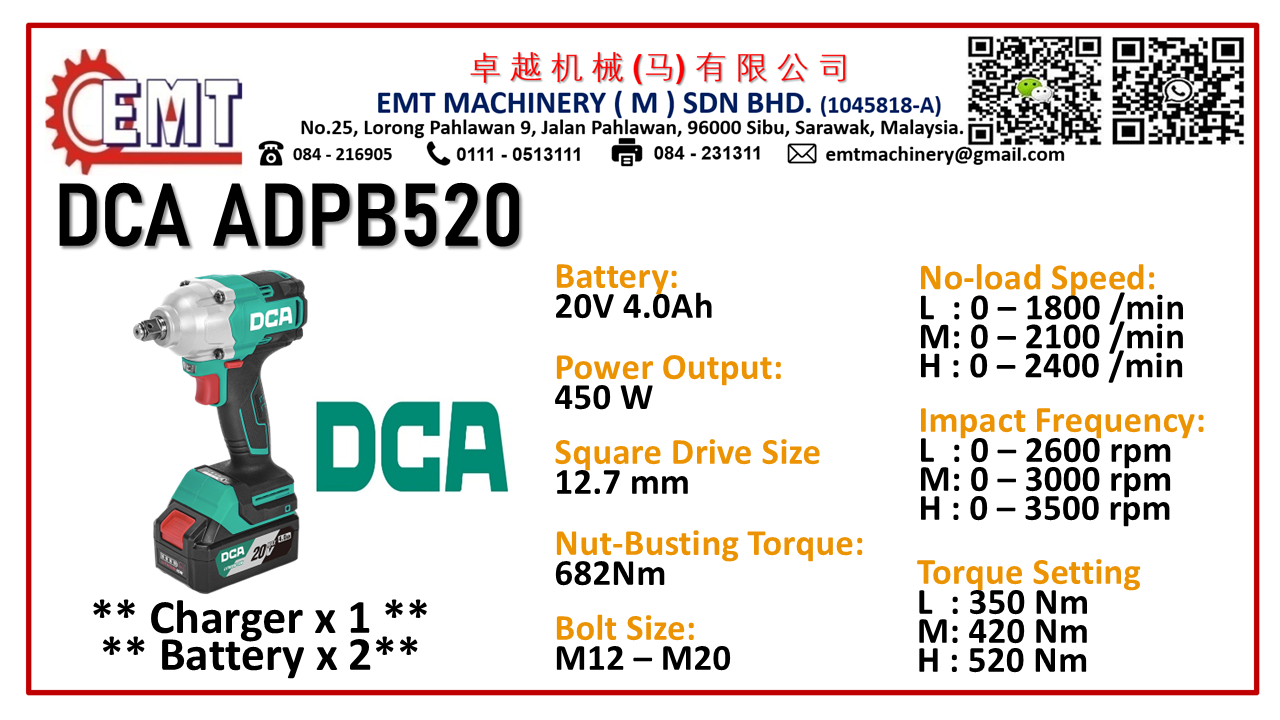 EMT
卓越机械(马)有限公司
EMT MACHINERY ( M ) SDN BHD. (1045818-A)
No.25, Lorong Pahlawan 9, Jalan Pahlawan, 96000 Sibu, Sarawak, Malaysia.
084 - 216905 0111 - 0513111 084 - 231311 emtmachinery@gmail.com
DCA ADPB520
DCA
DCA
DCA 20V 4.0Ah
Battery:
20V 4.0Ah
Power Output:
450 W
Square Drive Size
12.7 mm
Nut-Busting Torque:
682Nm
Bolt Size:
M12 – M20
No-load Speed:
L : 0 – 1800 /min
M: 0 – 2100 /min
H : 0 – 2400 /min
Impact Frequency:
L : 0 – 2600 rpm
M: 0 – 3000 rpm
H : 0 – 3500 rpm
Torque Setting
L : 350 Nm
M: 420 Nm
H : 520 Nm
** Charger x 1 **
** Battery x 2**